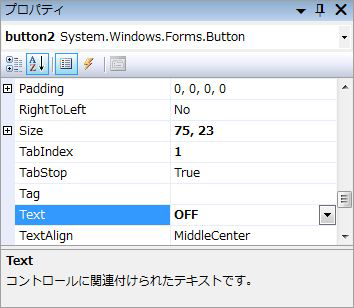 プロパティ
button2 System.Windows.Forms.Button
Padding 0, 0, 0, 0
RightToLeft No
Size 75, 23
TabIndex 1
TabStop True
Tag
Text OFF
TextAlign MiddleCenter
Text
コントロールに関連付けられたテキストです。